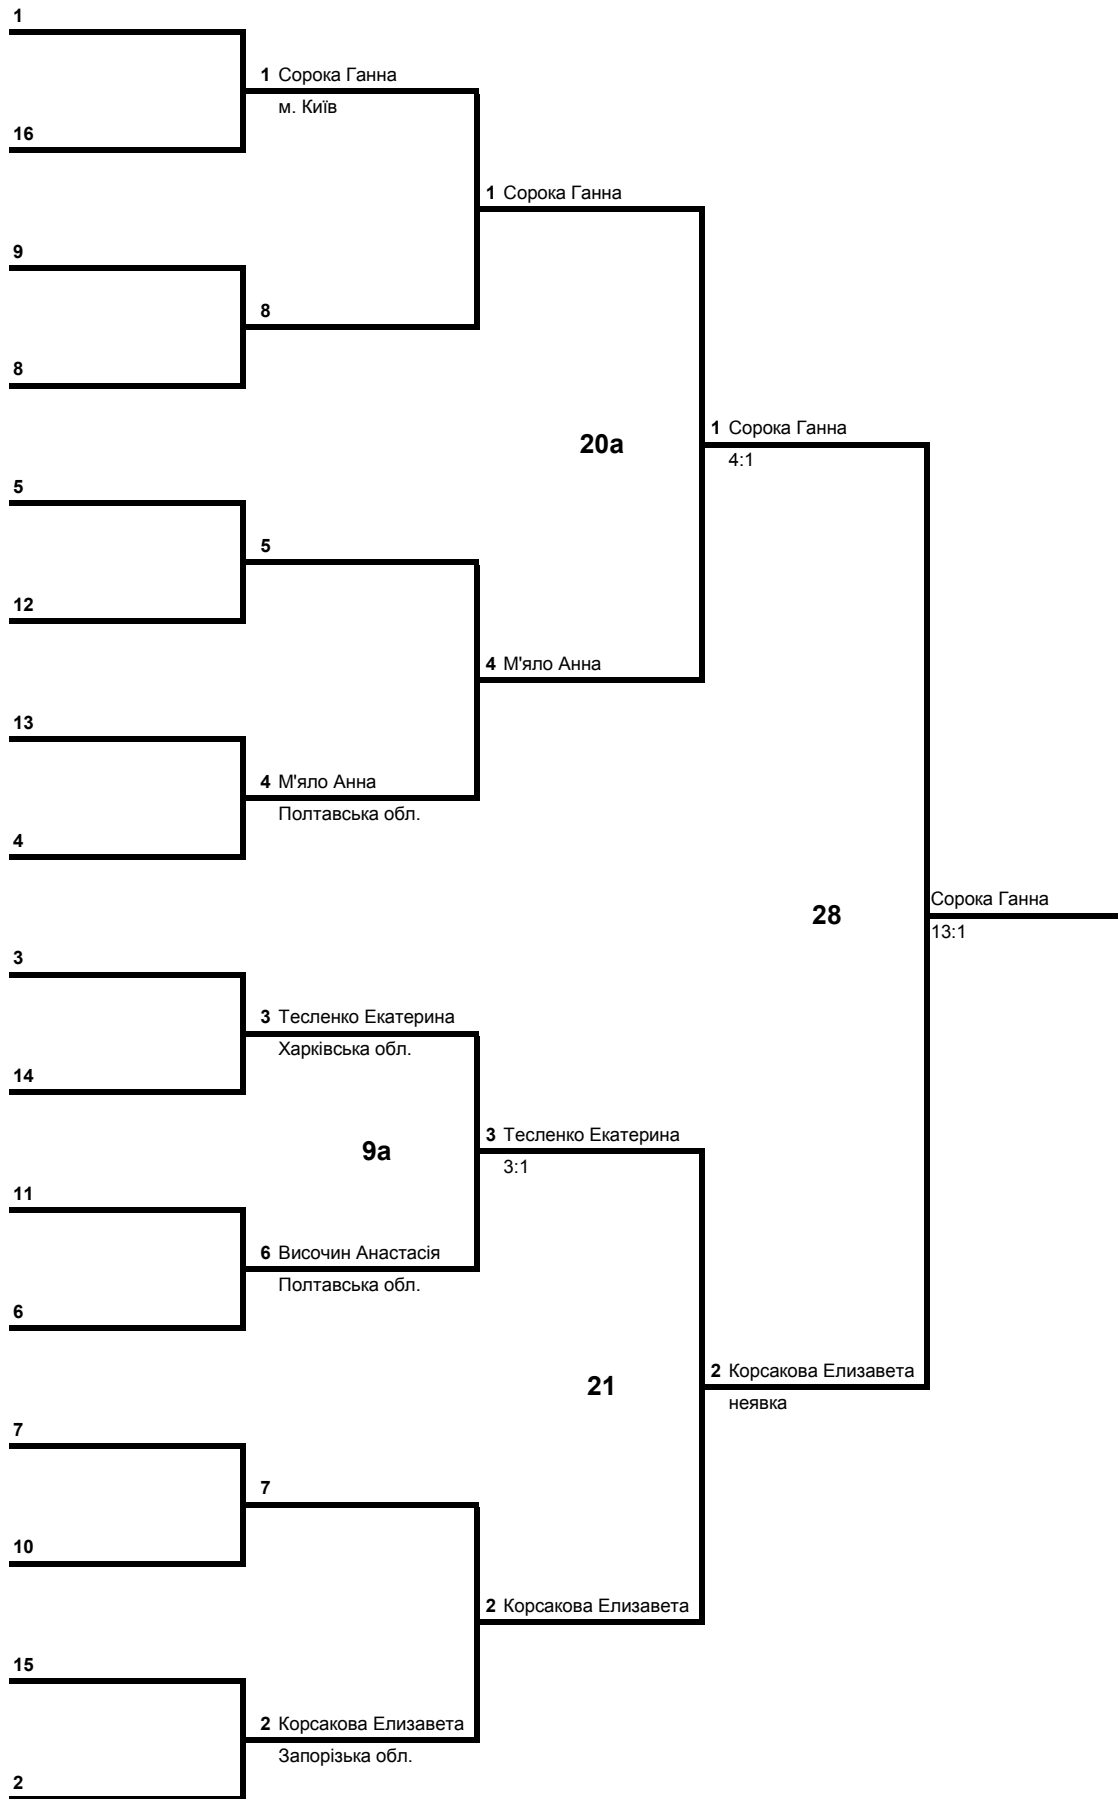 1
1 Сорока Ганна
м. Київ
16
1 Сорока Ганна
9
8
8
1 Сорока Ганна
20а
4:1
5
5
12
4 М'яло Анна
13
4 М'яло Анна
Полтавська обл.
4
Сорока Ганна
28
13:1
3
3 Тесленко Екатерина
Харківська обл.
14
3 Тесленко Екатерина
9а
3:1
11
6 Височин Анастасія
Полтавська обл.
6
2 Корсакова Елизавета
21
неявка
7
7
10
2 Корсакова Елизавета
15
2 Корсакова Елизавета
Запорізька обл.
2